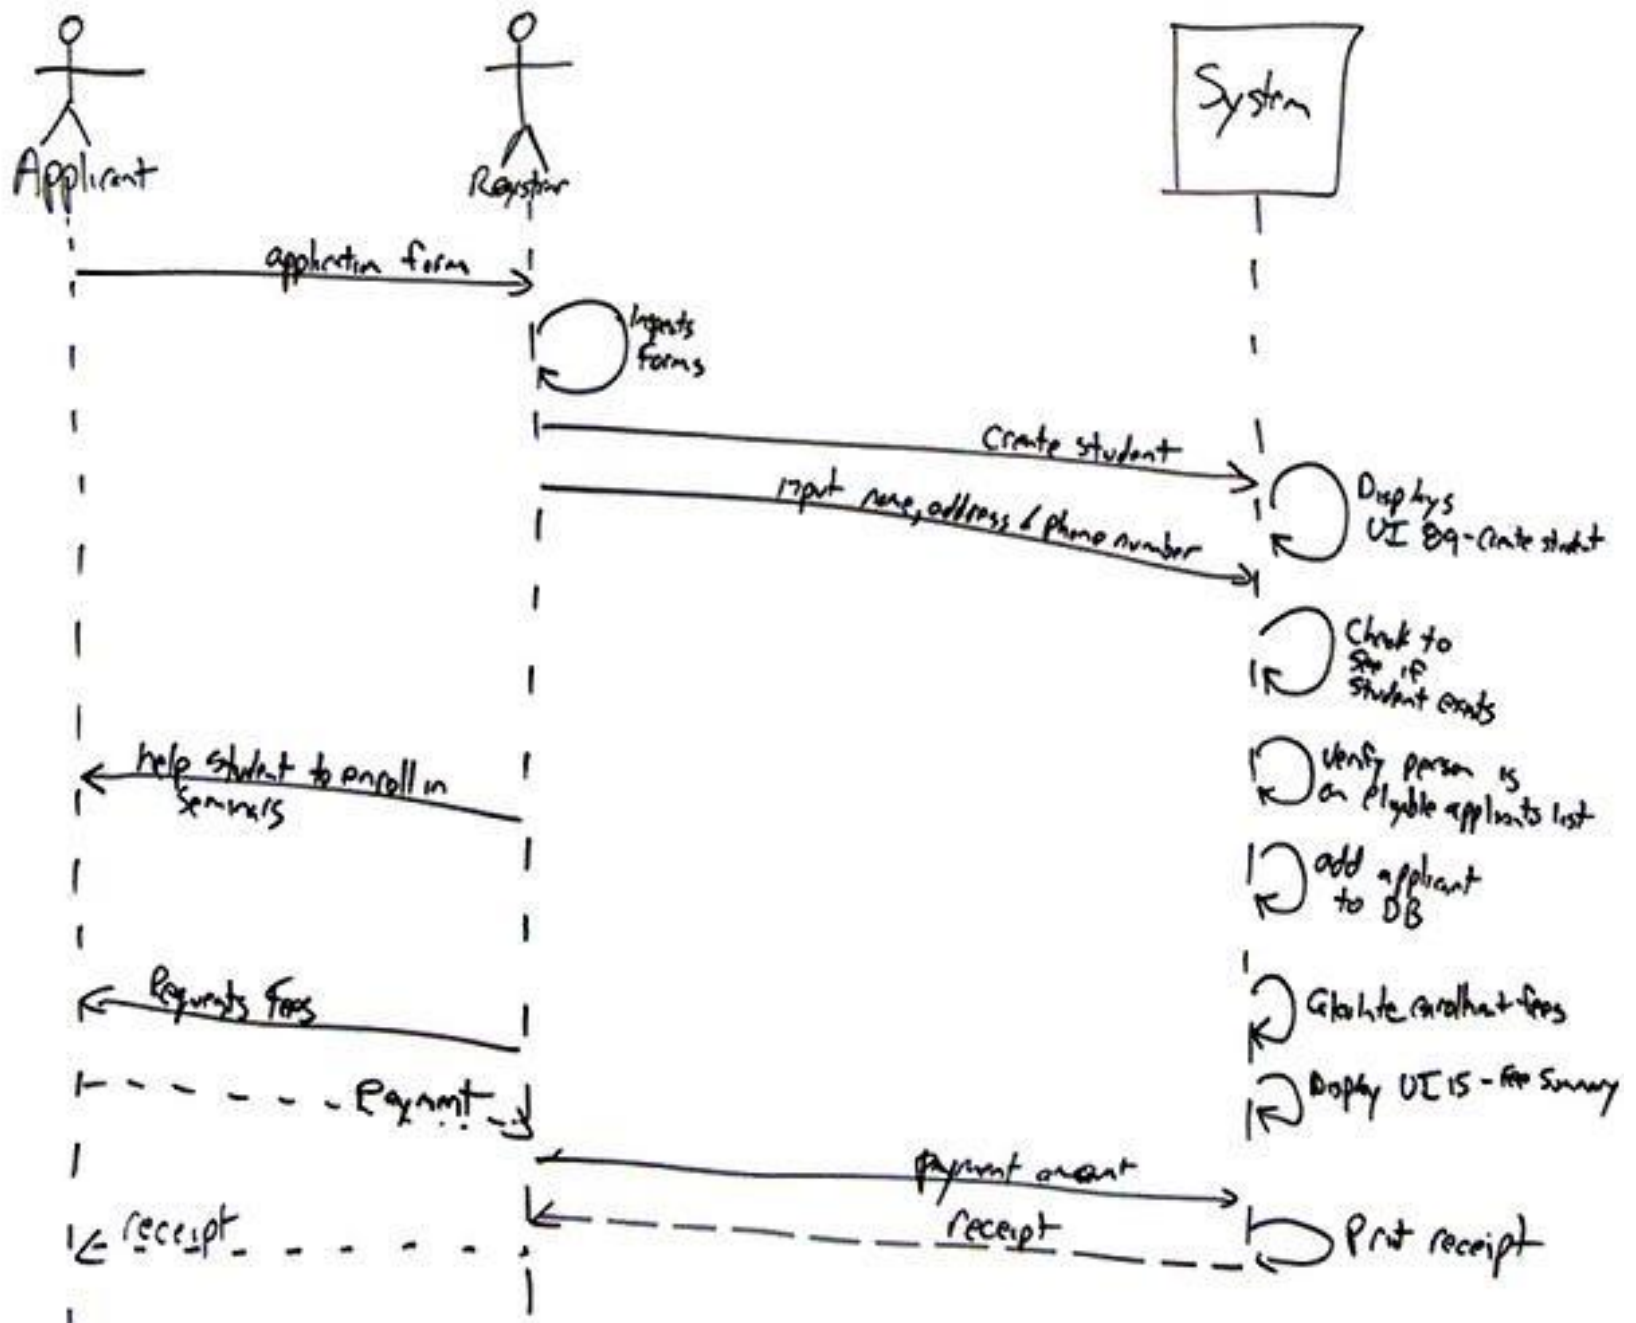 Applicant
Registrar
System
application form
Inspects
forms
Create student
input name, address & phone number
Displays
UI 89-Create student
Check to
see if
student exists
help student to enroll in
seminars
Verify person is
on eligible applicants list
add applicant
to DB
Requests fees
Calculate enrollment fees
Display UI 15 - fee summary
Payment
payment amount
receipt
receipt
Print receipt